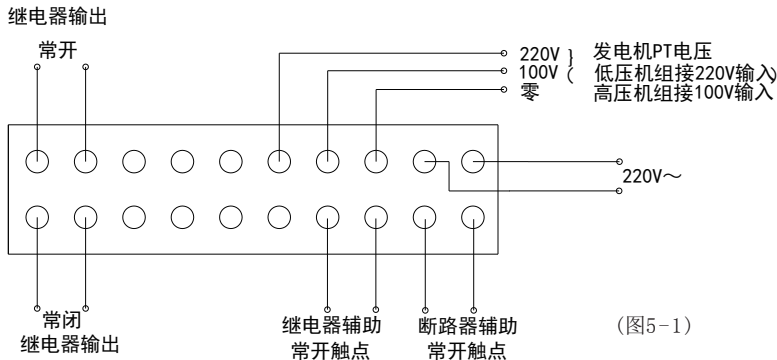 继电器输出
常开
220V } 发电机PT电压
100V ( 低压机组接220V输入)
零 高压机组接100V输入
220V～
常闭
继电器输出
继电器辅助
常开触点
断路器辅助
常开触点
(图5-1)